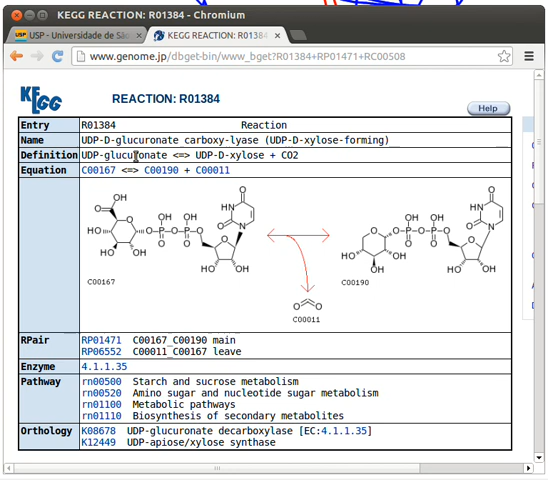 KEGG REACTION: R01384 - Chromium
USP - Universidade de São
KEGG REACTION: R01384
www.genome.jp/dbget-bin/www_bget?R01384+RP01471+RC00508
KEGG
REACTION: R01384
Help
Entry R01384 Reaction
Name UDP-D-glucuronate carboxy-lyase (UDP-D-xylose-forming)
Definition UDP-glucuronate <=> UDP-D-xylose + CO2
Equation C00167 <=> C00190 + C00011
C00167
C00190
C00011
RPair RP01471 C00167_C00190 main
RP06552 C00011_C00167 leave
Enzyme 4.1.1.35
Pathway rn00500 Starch and sucrose metabolism
rn00520 Amino sugar and nucleotide sugar metabolism
rn01100 Metabolic pathways
rn01110 Biosynthesis of secondary metabolites
Orthology K08678 UDP-glucuronate decarboxylase [EC:4.1.1.35]
K12449 UDP-apiose/xylose synthase